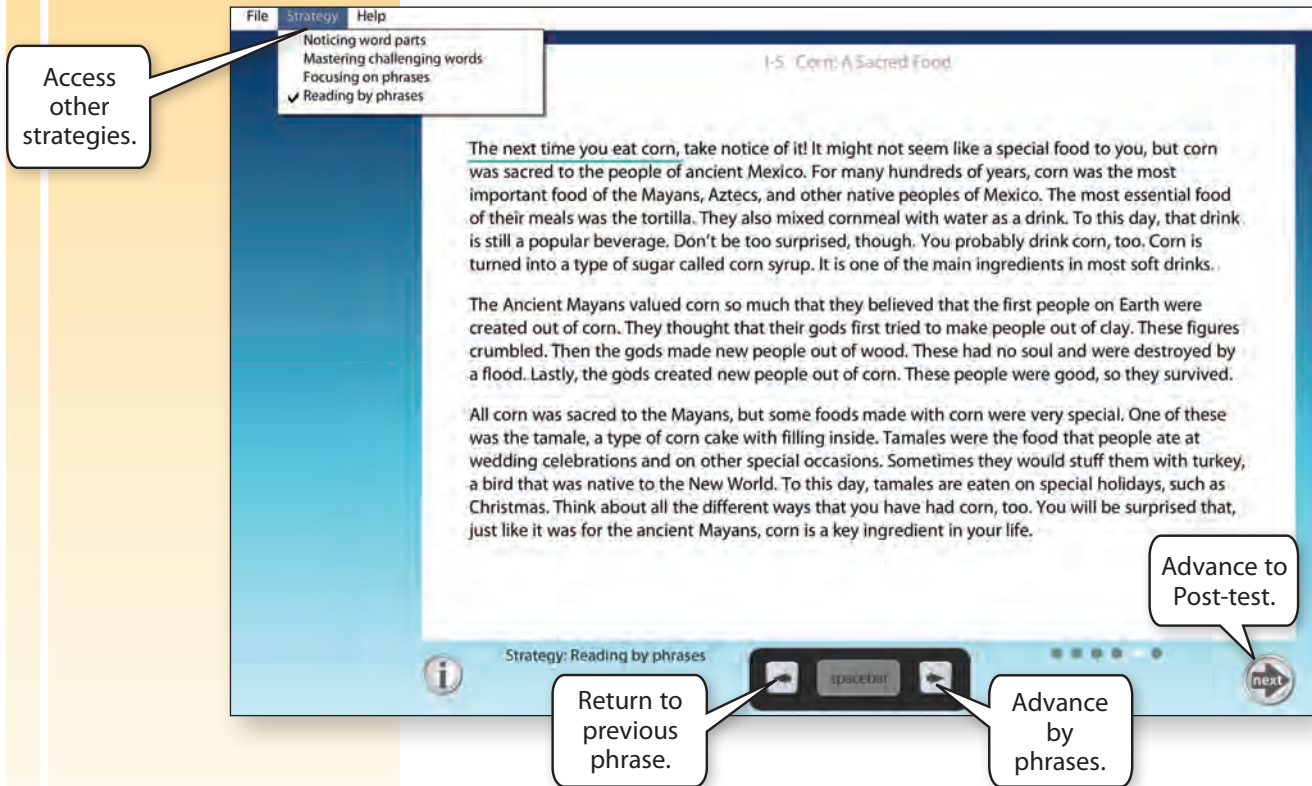 File Strategy Help
Noticing word parts
Mastering challenging words
Focusing on phrases
✓ Reading by phrases
Access
other
strategies.
I-5 Corn: A Sacred Food
The next time you eat corn, take notice of it! It might not seem like a special food to you, but corn
was sacred to the people of ancient Mexico. For many hundreds of years, corn was the most
important food of the Mayans, Aztecs, and other native peoples of Mexico. The most essential food
of their meals was the tortilla. They also mixed cornmeal with water as a drink. To this day, that drink
is still a popular beverage. Don't be too surprised, though. You probably drink corn, too. Corn is
turned into a type of sugar called corn syrup. It is one of the main ingredients in most soft drinks.
The Ancient Mayans valued corn so much that they believed that the first people on Earth were
created out of corn. They thought that their gods first tried to make people out of clay. These figures
crumbled. Then the gods made new people out of wood. These had no soul and were destroyed by
a flood. Lastly, the gods created new people out of corn. These people were good, so they survived.
All corn was sacred to the Mayans, but some foods made with corn were very special. One of these
was the tamale, a type of corn cake with filling inside. Tamales were the food that people ate at
wedding celebrations and on other special occasions. Sometimes they would stuff them with turkey,
a bird that was native to the New World. To this day, tamales are eaten on special holidays, such as
Christmas. Think about all the different ways that you have had corn, too. You will be surprised that,
just like it was for the ancient Mayans, corn is a key ingredient in your life.
Advance to
Post-test.
i
Strategy: Reading by phrases
spacebar
next
Return to
previous
phrase.
Advance
by
phrases.